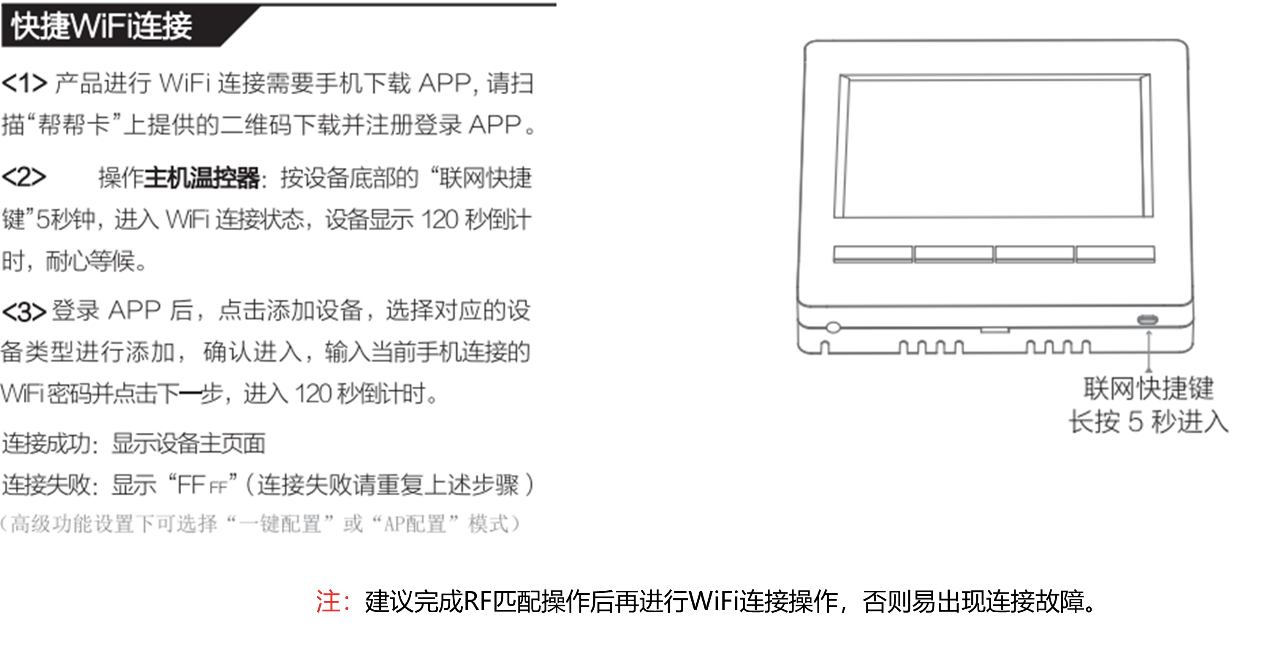 快捷WiFi连接
<1> 产品进行 WiFi 连接需要手机下载 APP, 请扫
描“帮帮卡”上提供的二维码下载并注册登录 APP。
<2> 操作主机温控器: 按设备底部的 “联网快捷
键”5秒钟，进入 WiFi 连接状态，设备显示 120 秒倒计
时，耐心等候。
<3> 登录 APP 后，点击添加设备，选择对应的设
备类型进行添加， 确认进入，输入当前手机连接的
WiFi 密码并点击下一步，进入 120 秒倒计时。
连接成功：显示设备主页面
连接失败：显示 “FF FF”（连接失败请重复上述步骤）
（高级功能设置下可选择“一键配置”或“AP配置”模式）
联网快捷键
长按 5 秒进入
注：建议完成RF匹配操作后再进行WiFi连接操作，否则易出现连接故障。